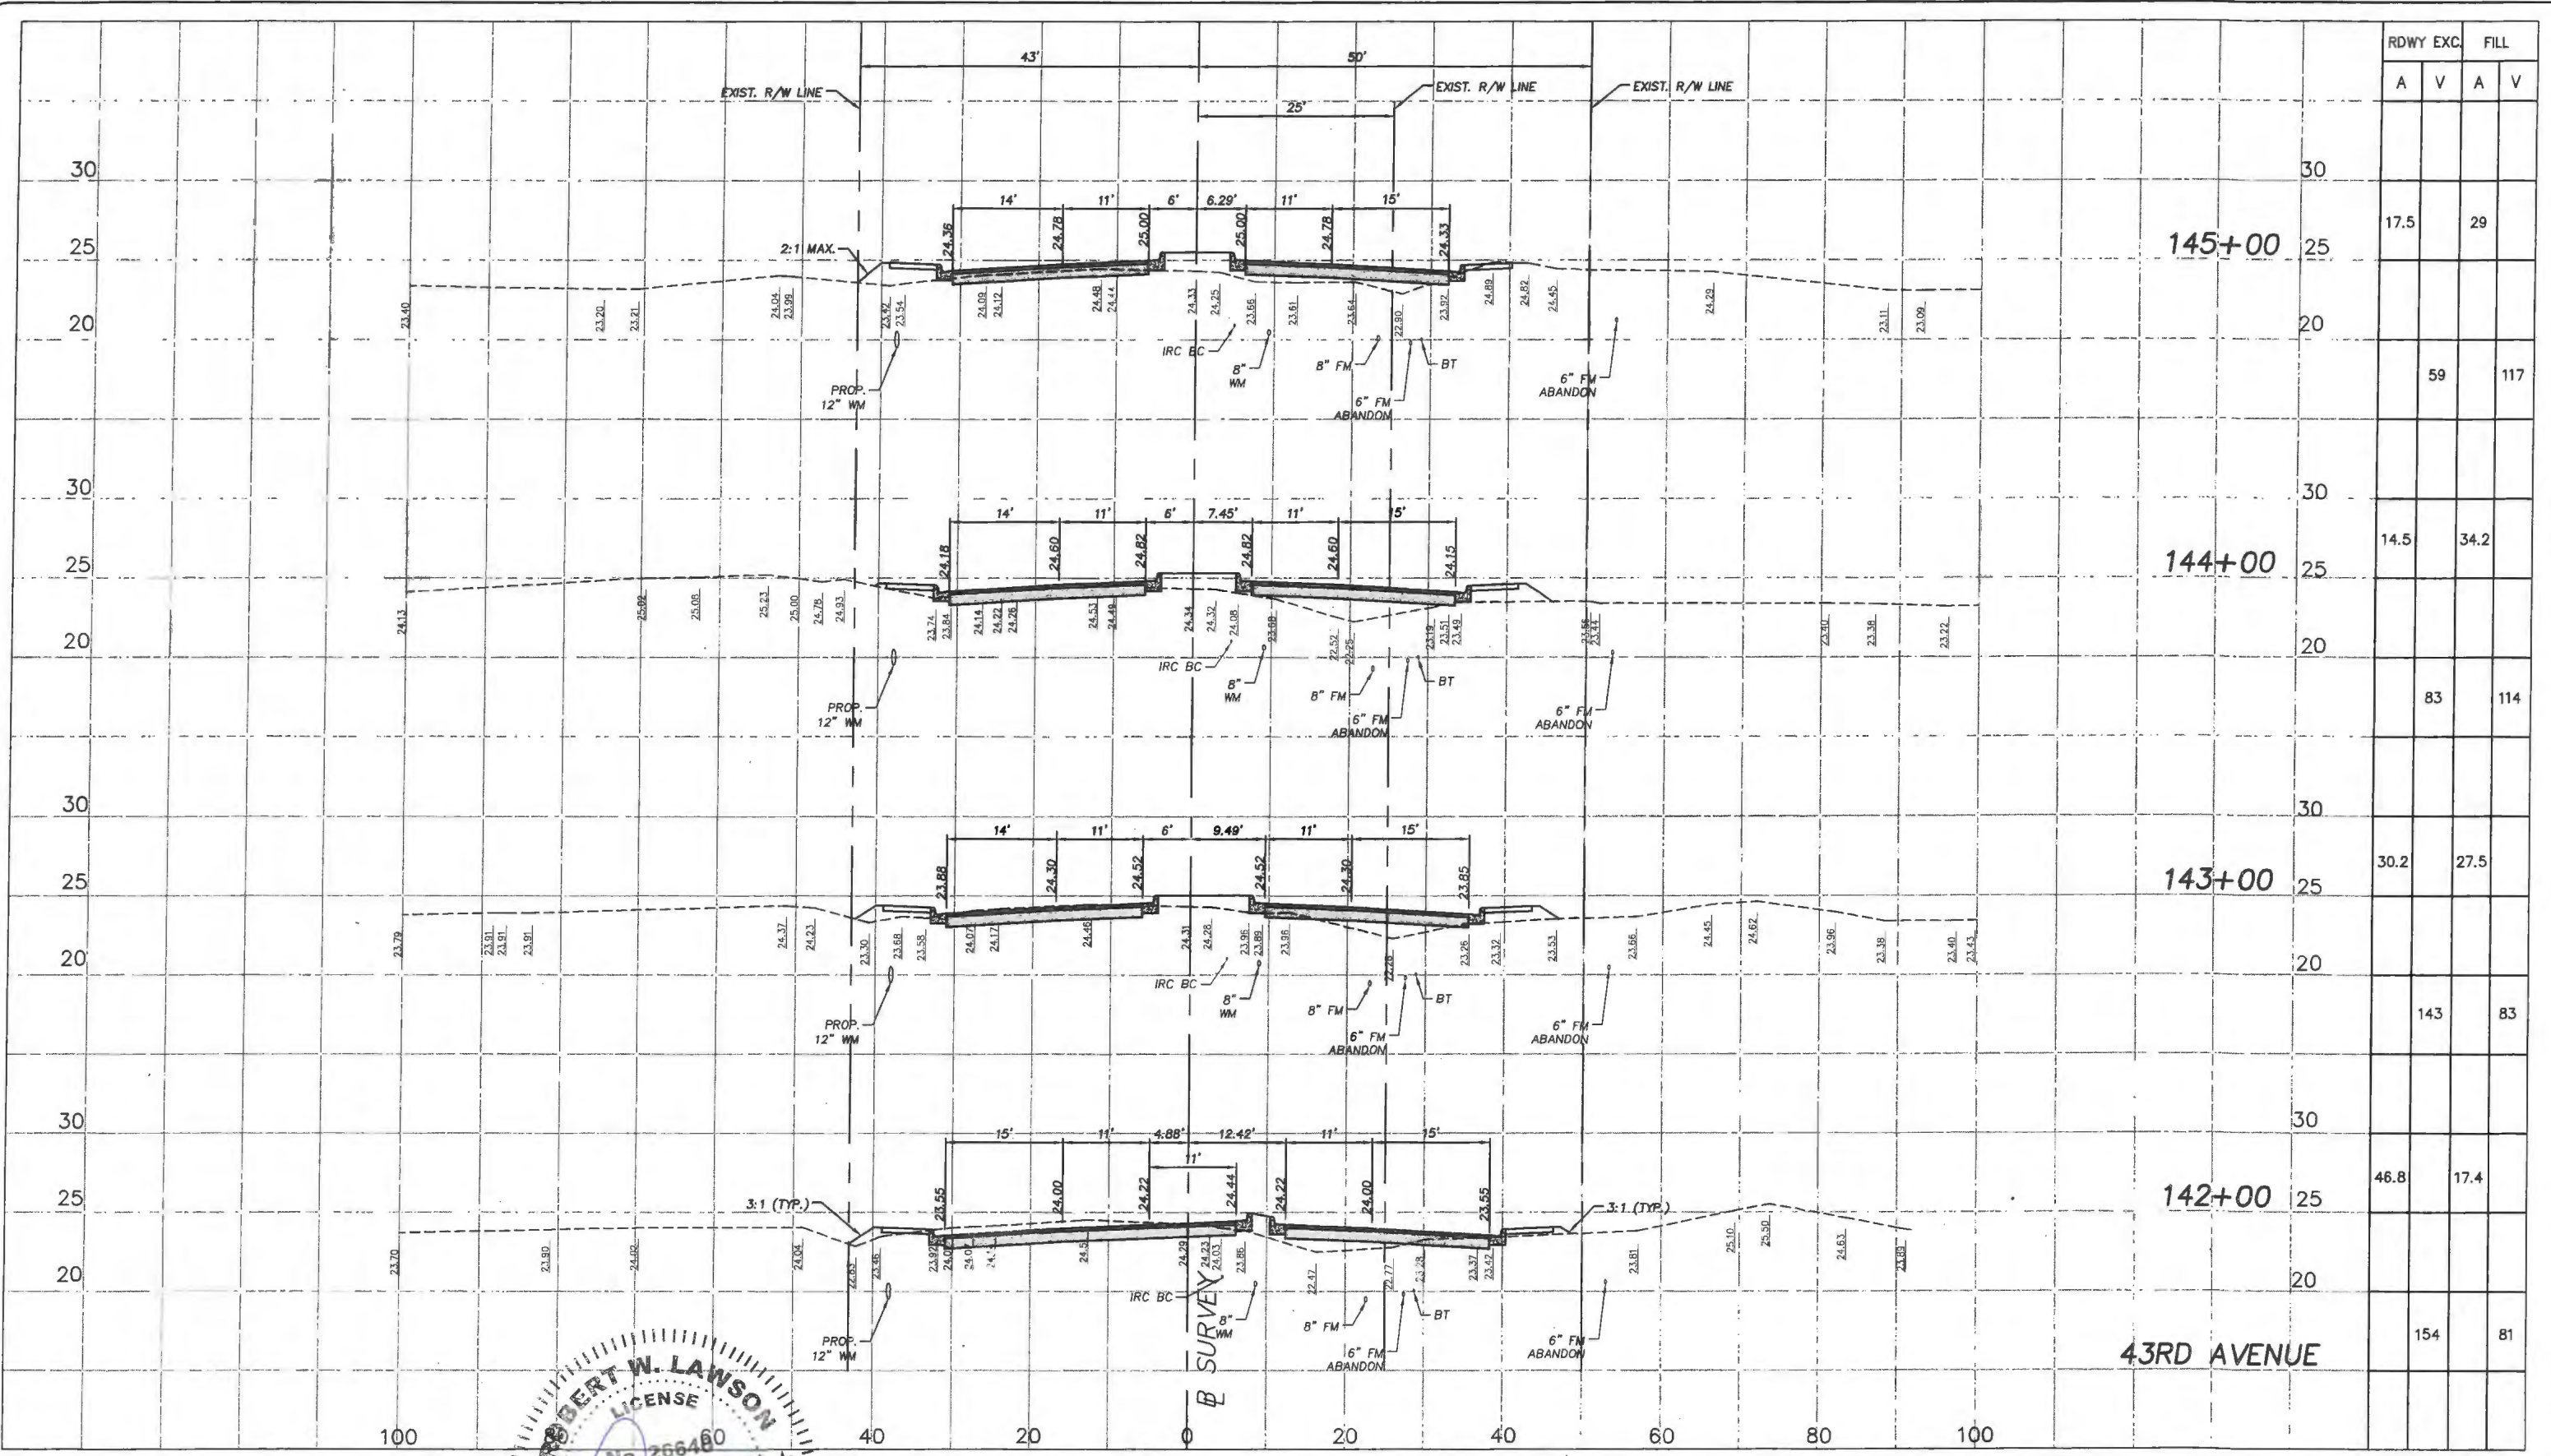 RDWY EXC. FILL
A V A V
43' 50'
EXIST. R/W LINE EXIST. R/W LINE EXIST. R/W LINE
25'
30 30
14' 11' 6' 6.29' 11' 15'
24.36 24.78 25.00 25.00 24.78 24.33
17.5 29
2:1 MAX.
145+00
25 25
23.40 23.20 23.21 24.04 23.99 23.42 23.54 24.09 24.12 24.48 24.44 24.33 24.25 23.66 23.61 23.64 22.90 23.92 24.89 24.82 24.45 24.29 23.11 23.09
20 20
IRC BC 8" WM 8" FM BT
PROP. 12" WM
6" FM ABANDON 6" FM ABANDON
59 117
30 30
14' 11' 6' 7.45' 11' 15'
24.18 24.60 24.82 24.82 24.60 24.15
14.5 34.2
144+00
25 25
24.13 25.02 25.08 25.23 25.00 24.78 24.93 23.74 23.84 24.14 24.22 24.26 24.53 24.49 24.34 24.32 24.08 23.68 22.52 22.25 23.19 23.51 23.49 23.44 23.40 23.38 23.22
20 20
IRC BC 8" WM 8" FM BT
PROP. 12" WM
6" FM ABANDON 6" FM ABANDON
83 114
30 30
14' 11' 6' 9.49' 11' 15'
23.88 24.30 24.52 24.52 24.30 23.85
30.2 27.5
143+00
25 25
23.79 23.91 23.91 23.91 24.37 24.23 23.30 23.68 23.58 24.07 24.17 24.46 24.31 24.28 23.96 23.89 23.96 22.28 23.26 23.32 23.53 23.66 24.45 24.62 23.96 23.38 23.40 23.43
20 20
IRC BC 8" WM 8" FM BT
PROP. 12" WM
6" FM ABANDON 6" FM ABANDON
143 83
30 30
15' 11' 4.88' 12.42' 11' 15'
11'
23.55 24.00 24.22 24.44 24.22 24.00 23.55
46.8 17.4
3:1 (TYP.) 3:1 (TYP.)
142+00
25 25
23.70 23.90 24.02 24.04 22.83 23.46 23.92 24.29 24.23 24.03 23.86 22.47 22.77 23.28 23.37 23.42 23.81 25.10 25.50 24.63 23.89
20 20
IRC BC 8" WM 8" FM BT
PROP. 12" WM
6" FM ABANDON 6" FM ABANDON
154 81
43RD AVENUE
SURVEY
ROBERT W. LAWSON
LICENSE
No. 26640
100 60 40 20 0 20 40 60 80 100